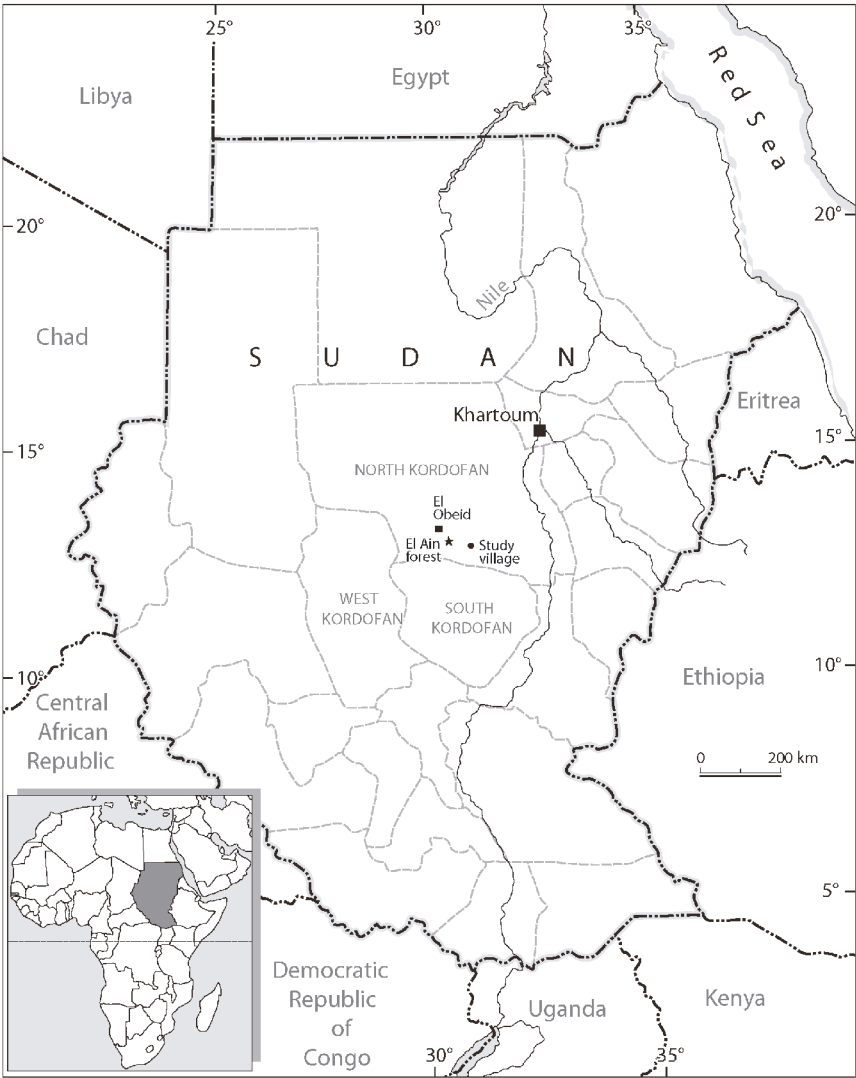 25°
30°
35°
Red Sea
Egypt
Libya
20°
20°
Nile
Chad
SUDAN
Eritrea
Khartoum
15°
15°
NORTH KORDOFAN
El
Obeid
El Ain
forest
Study
village
WEST
KORDOFAN
SOUTH
KORDOFAN
10°
10°
Ethiopia
Central
African
Republic
0
200 km
5°
Democratic
Republic
of
Congo
Uganda
Kenya
30°
35°